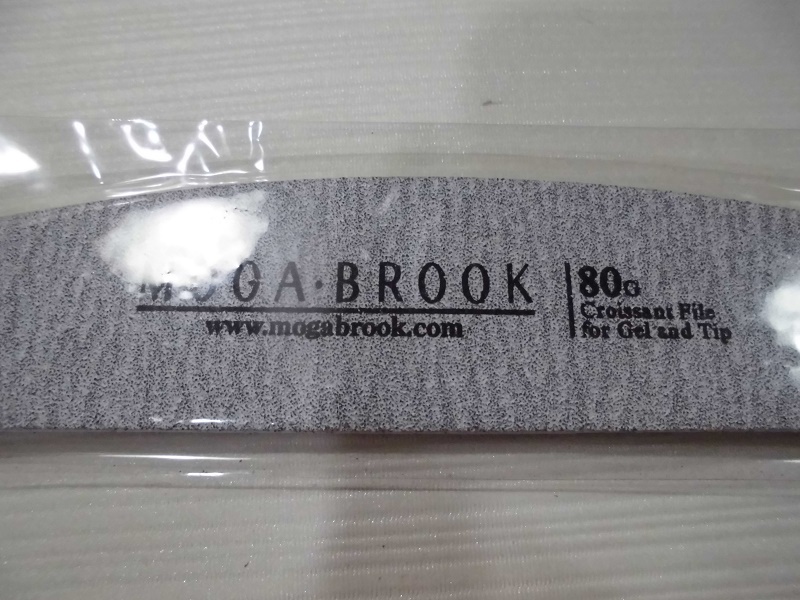 MOGA·BROOK
www.mogabrook.com
80G
Croissant File
for Gel and Tip